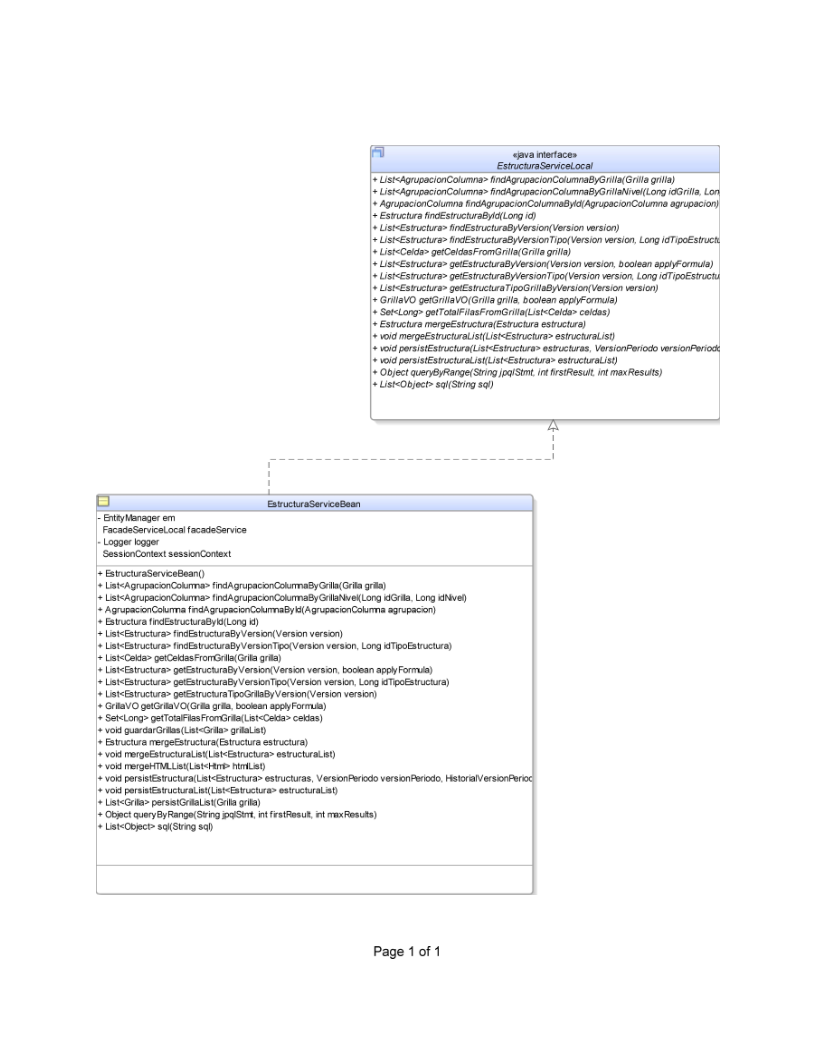 «java interface»
EstructuraServiceLocal
+ List<AgrupacionColumna> findAgrupacionColumnaByGrilla(Grilla grilla)
+ List<AgrupacionColumna> findAgrupacionColumnaByGrillaNivel(Long idGrilla, Lon
+ AgrupacionColumna findAgrupacionColumnaById(AgrupacionColumna agrupacion)
+ Estructura findEstructuraById(Long id)
+ List<Estructura> findEstructuraByVersion(Version version)
+ List<Estructura> findEstructuraByVersionTipo(Version version, Long idTipoEstructu
+ List<Celda> getCeldasFromGrilla(Grilla grilla)
+ List<Estructura> getEstructuraByVersion(Version version, boolean applyFormula)
+ List<Estructura> getEstructuraByVersionTipo(Version version, Long idTipoEstructu
+ List<Estructura> getEstructuraTipoGrillaByVersion(Version version)
+ GrillaVO getGrillaVO(Grilla grilla, boolean applyFormula)
+ Set<Long> getTotalFilasFromGrilla(List<Celda> celdas)
+ Estructura mergeEstructura(Estructura estructura)
+ void mergeEstructuraList(List<Estructura> estructuraList)
+ void persistEstructura(List<Estructura> estructuras, VersionPeriodo versionPeriodo
+ void persistEstructuraList(List<Estructura> estructuraList)
+ Object queryByRange(String jpqlStmt, int firstResult, int maxResults)
+ List<Object> sql(String sql)
EstructuraServiceBean
- EntityManager em
FacadeServiceLocal facadeService
- Logger logger
SessionContext sessionContext
+ EstructuraServiceBean()
+ List<AgrupacionColumna> findAgrupacionColumnaByGrilla(Grilla grilla)
+ List<AgrupacionColumna> findAgrupacionColumnaByGrillaNivel(Long idGrilla, Long idNivel)
+ AgrupacionColumna findAgrupacionColumnaById(AgrupacionColumna agrupacion)
+ Estructura findEstructuraById(Long id)
+ List<Estructura> findEstructuraByVersion(Version version)
+ List<Estructura> findEstructuraByVersionTipo(Version version, Long idTipoEstructura)
+ List<Celda> getCeldasFromGrilla(Grilla grilla)
+ List<Estructura> getEstructuraByVersion(Version version, boolean applyFormula)
+ List<Estructura> getEstructuraByVersionTipo(Version version, Long idTipoEstructura)
+ List<Estructura> getEstructuraTipoGrillaByVersion(Version version)
+ GrillaVO getGrillaVO(Grilla grilla, boolean applyFormula)
+ Set<Long> getTotalFilasFromGrilla(List<Celda> celdas)
+ void guardarGrillas(List<Grilla> grillaList)
+ Estructura mergeEstructura(Estructura estructura)
+ void mergeEstructuraList(List<Estructura> estructuraList)
+ void mergeHTMLList(List<Html> htmlList)
+ void persistEstructura(List<Estructura> estructuras, VersionPeriodo versionPeriodo, HistorialVersionPerioc
+ void persistEstructuraList(List<Estructura> estructuraList)
+ List<Grilla> persistGrillaList(Grilla grilla)
+ Object queryByRange(String jpqlStmt, int firstResult, int maxResults)
+ List<Object> sql(String sql)
Page 1 of 1